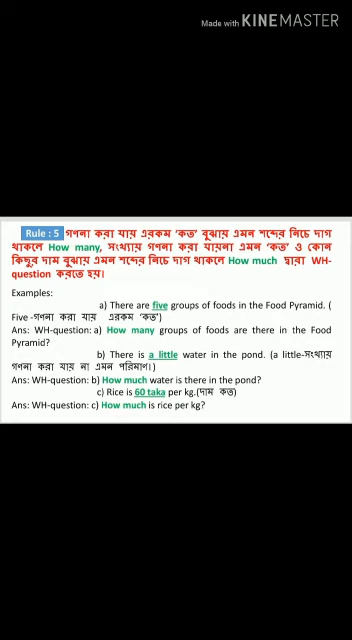 Made with KINEMASTER
Rule : 5 গণনা করা যায় এরকম ‘কত’ বুঝায় এমন শব্দের নিচে দাগ
থাকলে How many, সংখ্যায় গণনা করা যায়না এমন ‘কত’ ও কোন
কিছুর দাম বুঝায় এমন শব্দের নিচে দাগ থাকলে How much দ্বারা WH-
question করতে হয়।
Examples:
a) There are five groups of foods in the Food Pyramid. (
Five -গণনা করা যায় এরকম ‘কত’)
Ans: WH-question: a) How many groups of foods are there in the Food
Pyramid?
b) There is a little water in the pond. (a little-সংখ্যায়
গণনা করা যায় না এমন পরিমাণ।)
Ans: WH-question: b) How much water is there in the pond?
c) Rice is 60 taka per kg.(দাম কত)
Ans: WH-question: c) How much is rice per kg?